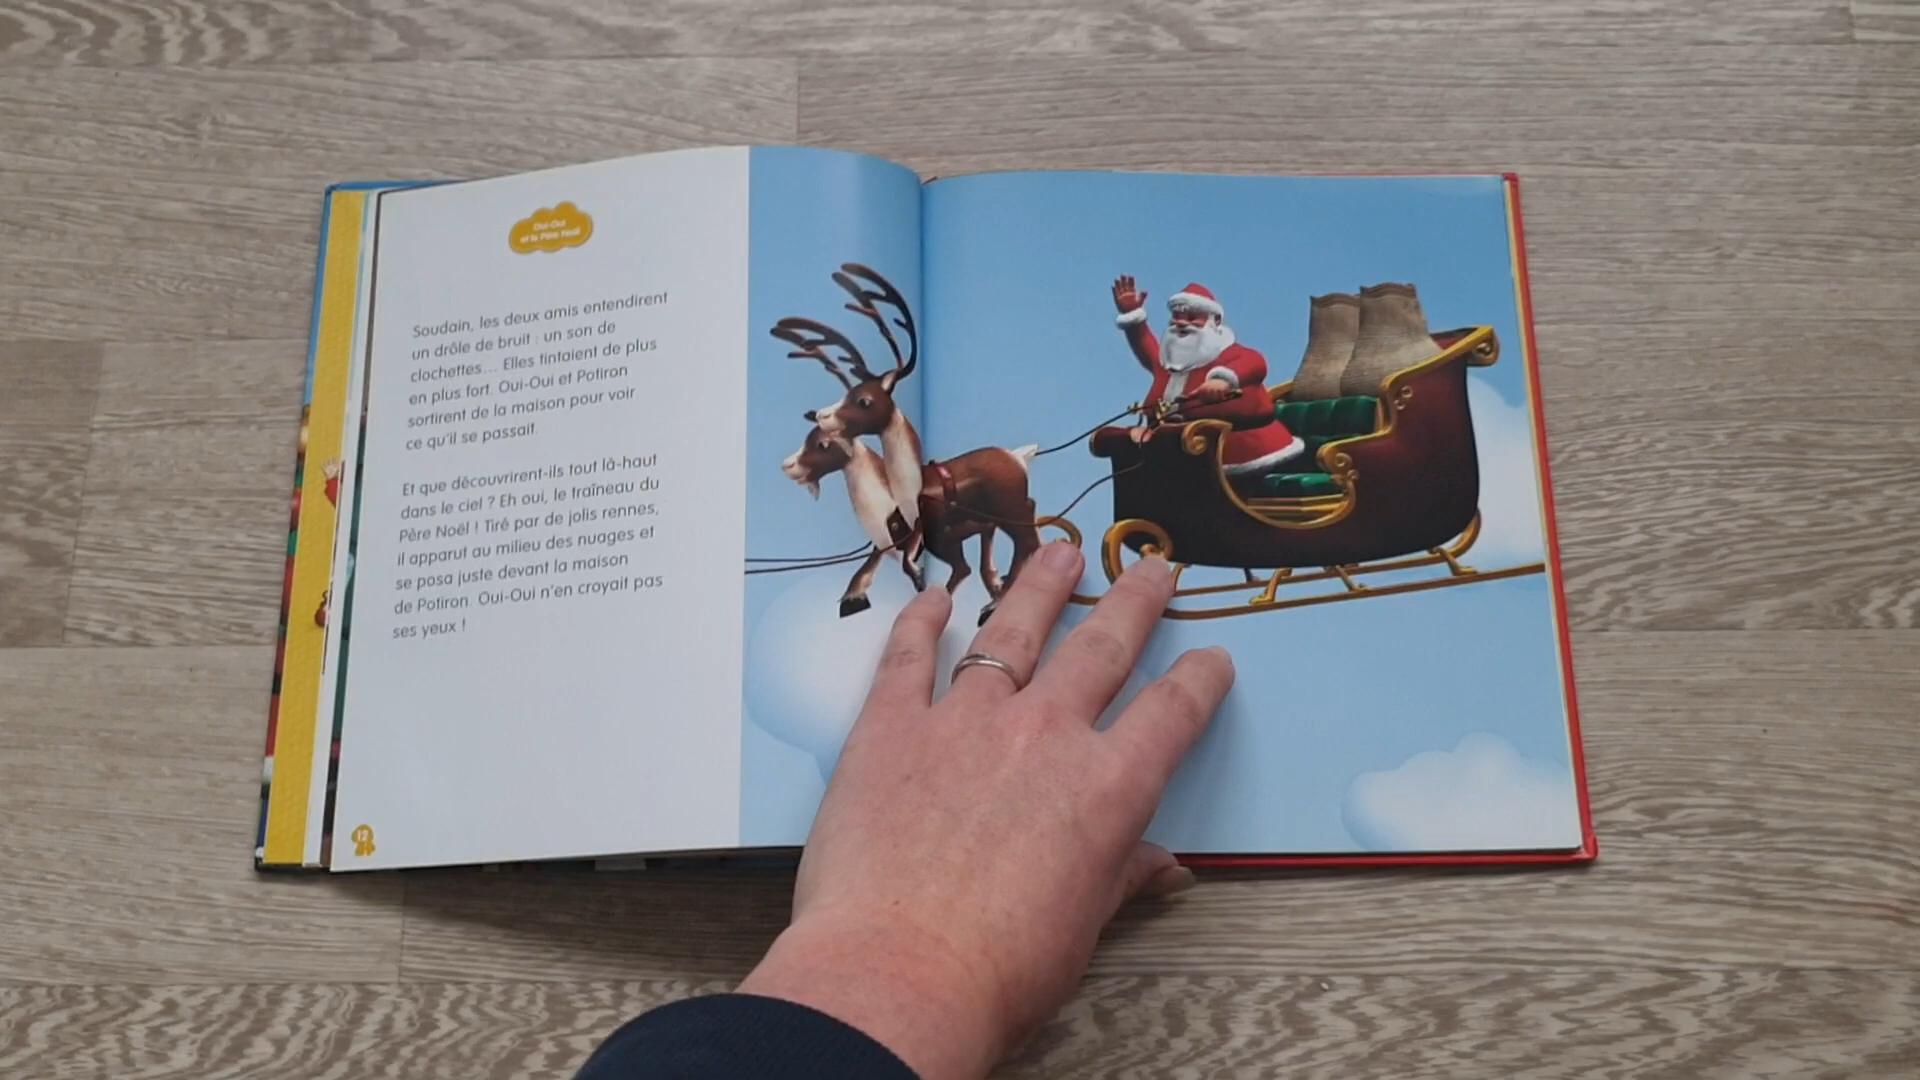 Oui-Oui
et le Père Noël
Soudain, les deux amis entendirent
un drôle de bruit : un son de
clochettes... Elles tintaient de plus
en plus fort. Oui-Oui et Potiron
sortirent de la maison pour voir
ce qu'il se passait.
Et que découvrirent-ils tout là-haut
dans le ciel ? Eh oui, le traîneau du
Père Noël ! Tiré par de jolis rennes,
il apparut au milieu des nuages et
se posa juste devant la maison
de Potiron. Oui-Oui n'en croyait pas
ses yeux !
12